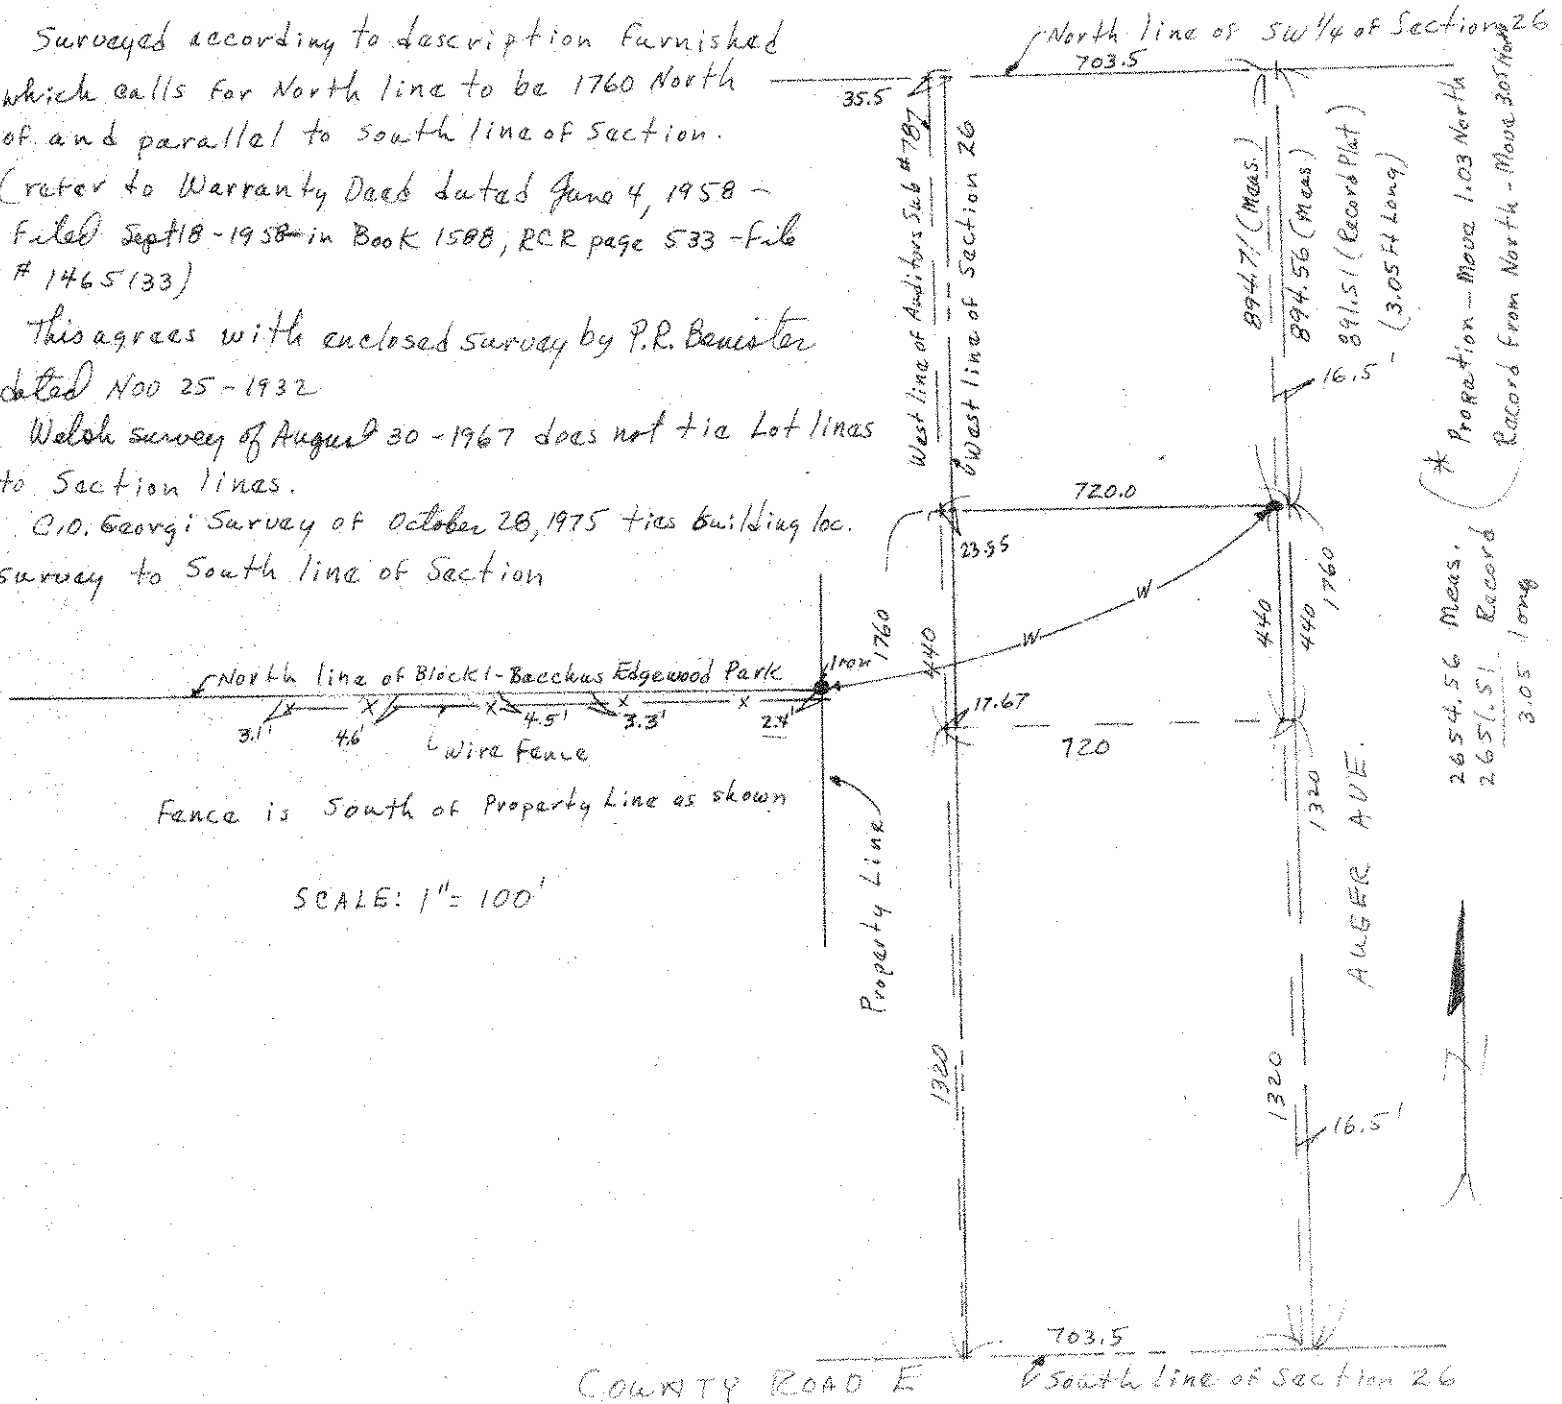 Surveyed according to description furnished
which calls for North line to be 1760 North
of and parallel to South line of Section.
(refer to Warranty Deed dated June 4, 1958 -
Filed Sept 18 - 1958 in Book 1588, RCR page 533 - File
# 1465133)
This agrees with enclosed survey by P.R. Banister
dated Nov 25 - 1932
Welch survey of August 30 - 1967 does not tie Lot lines
to Section lines.
C.O. Georgi Survey of October 28, 1975 ties building loc.
survey to South line of Section
North line of SW 1/4 of Section 26
703.5
35.5
West line of Auditors Sub # 787
West line of Section 26
894.71 (Meas.)
894.56 (Meas.)
891.51 (Record Plat)
(3.05 Ft Long)
* Proration - Move 1.03 North
Record from North - Move 3.05 North
16.5
720.0
23.55
W
W
1760
440
440
440
1760
2654.56 Meas.
2651.51 Record
3.05 long
North line of Block 1 - Bacchus Edgewood Park
Iron
3.1'
4.6'
4.5'
3.3'
2.4'
Wire Fence
17.67
720
Fence is South of Property Line as shown
Property Line
1320
AUGER AVE.
SCALE: 1" = 100'
1320
1320
16.5'
703.5
COUNTY ROAD E
South line of Section 26